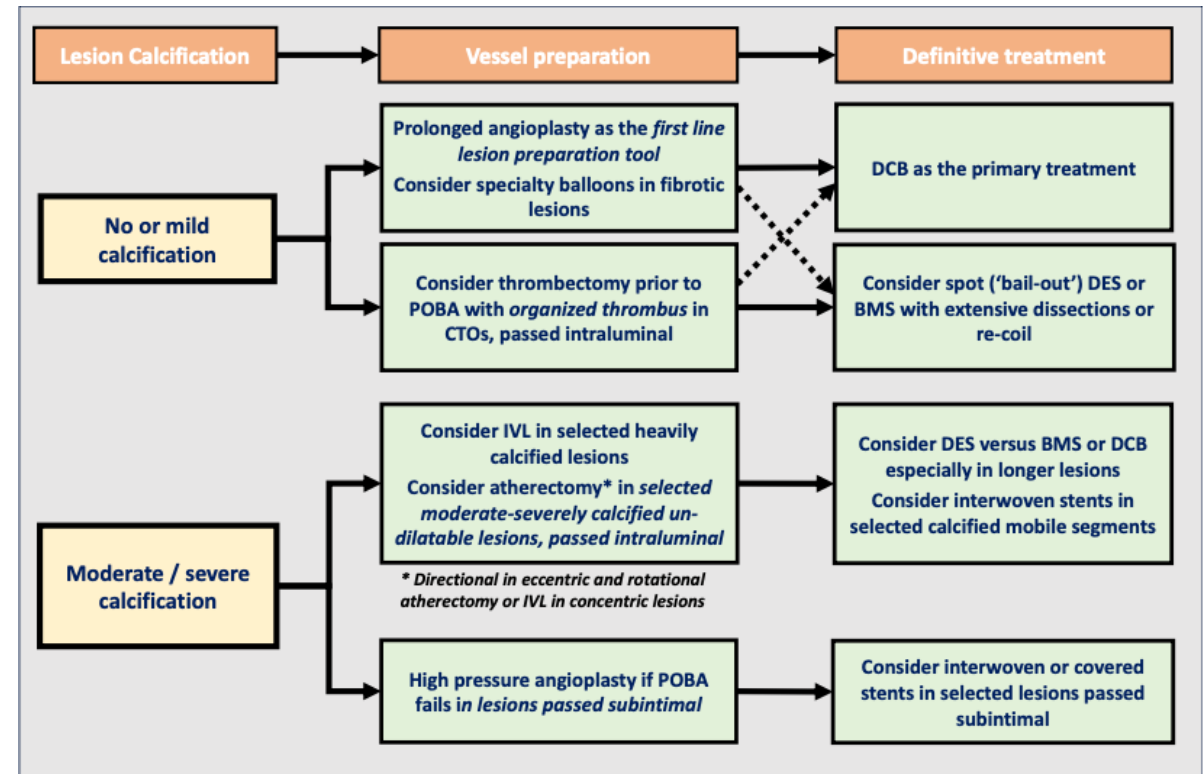 Lesion Calcification
Vessel preparation
Definitive treatment
No or mild
calcification
Prolonged angioplasty as the first line
lesion preparation tool
Consider specialty balloons in fibrotic
lesions
DCB as the primary treatment
Consider thrombectomy prior to
POBA with organized thrombus in
CTOs, passed intraluminal
Consider spot (‘bail-out’) DES or
BMS with extensive dissections or
re-coil
Moderate / severe
calcification
Consider IVL in selected heavily
calcified lesions
Consider atherectomy* in selected
moderate-severely calcified un-
dilatable lesions, passed intraluminal
* Directional in eccentric and rotational
atherectomy or IVL in concentric lesions
Consider DES versus BMS or DCB
especially in longer lesions
Consider interwoven stents in
selected calcified mobile segments
High pressure angioplasty if POBA
fails in lesions passed subintimal
Consider interwoven or covered
stents in selected lesions passed
subintimal